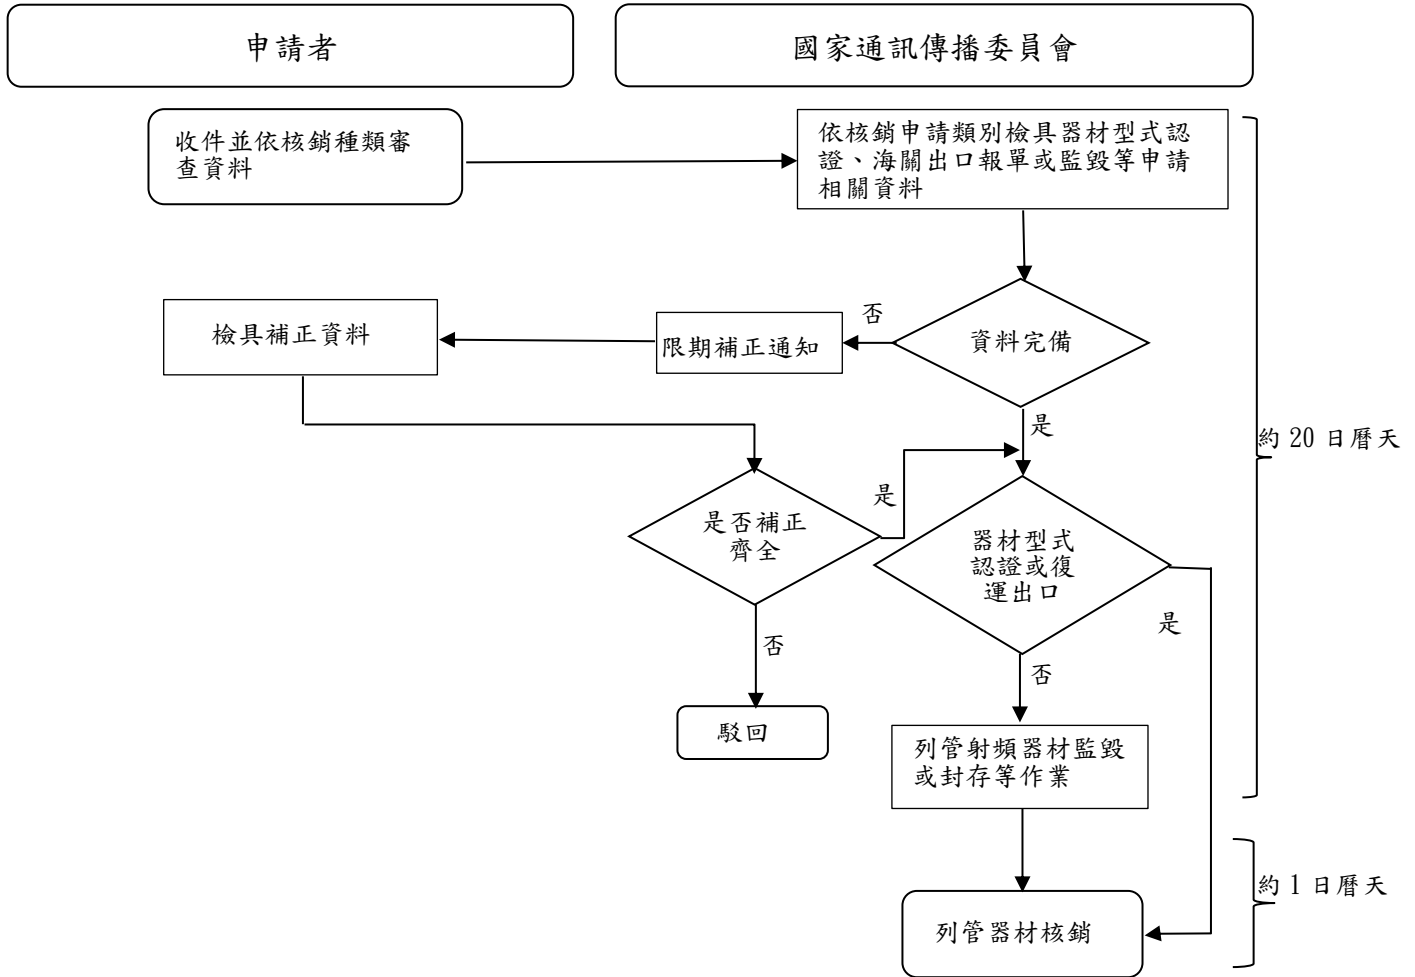 申請者
國家通訊傳播委員會
收件並依核銷種類審
查資料
依核銷申請類別檢具器材型式認
證、海關出口報單或監毀等申請
相關資料
否
資料完備
限期補正通知
檢具補正資料
是
約 20 日曆天
是
是否補正
齊全
器材型式
認證或復
運出口
是
否
否
駁回
列管射頻器材監毀
或封存等作業
約 1 日曆天
列管器材核銷